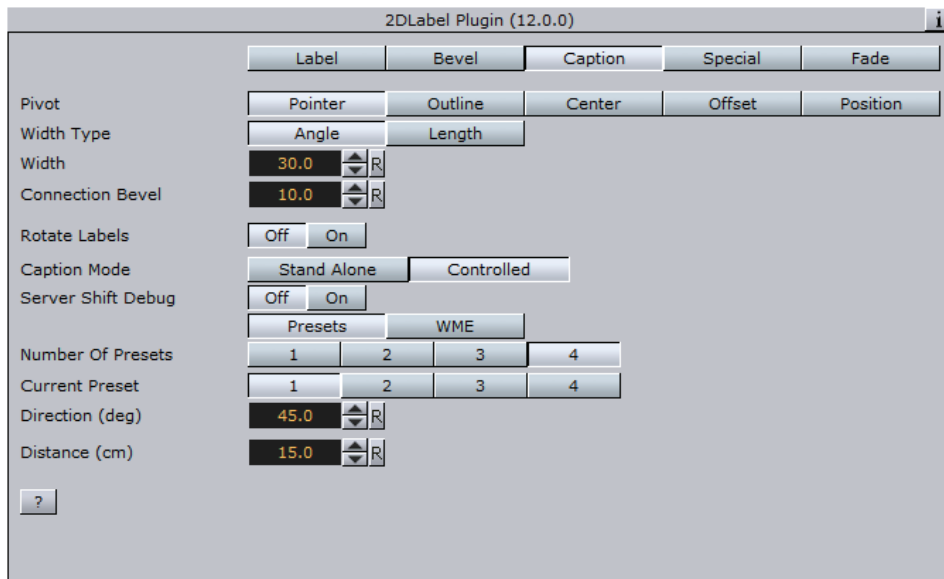 2DLabel Plugin (12.0.0) i
Label Bevel Caption Special Fade
Pivot Pointer Outline Center Offset Position
Width Type Angle Length
Width 30.0 R
Connection Bevel 10.0 R
Rotate Labels Off On
Caption Mode Stand Alone Controlled
Server Shift Debug Off On
Presets WME
Number Of Presets 1 2 3 4
Current Preset 1 2 3 4
Direction (deg) 45.0 R
Distance (cm) 15.0 R
?